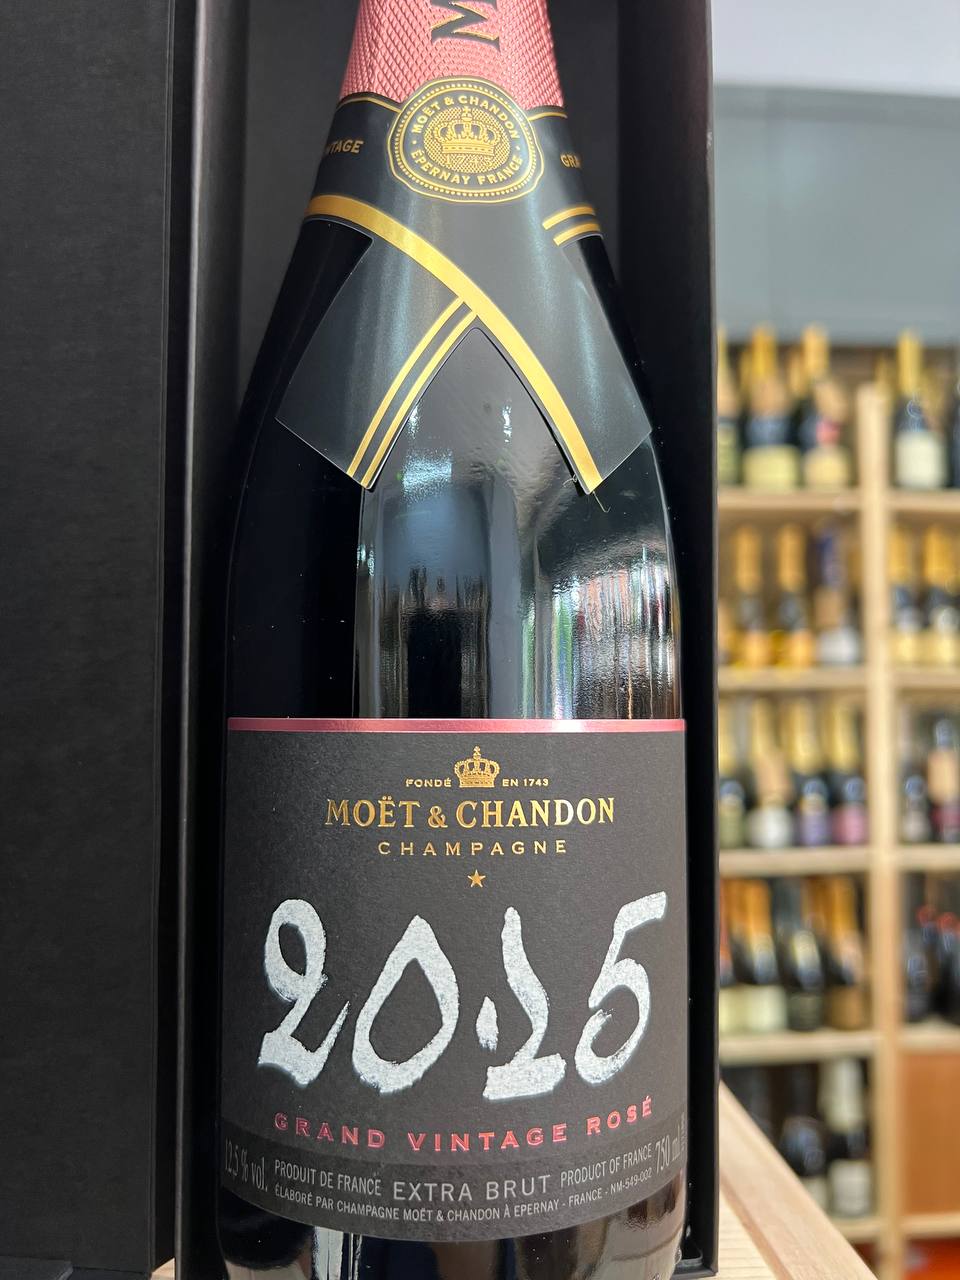 MOËT & CHANDON
EPERNAY FRANCE
FONDÉ EN 1743
MOËT & CHANDON
CHAMPAGNE
2015
GRAND VINTAGE ROSÉ
12,5 % vol. PRODUIT DE FRANCE EXTRA BRUT PRODUCT OF FRANCE 750 ml
ÉLABORÉ PAR CHAMPAGNE MOËT & CHANDON À EPERNAY - FRANCE - NM-549-002